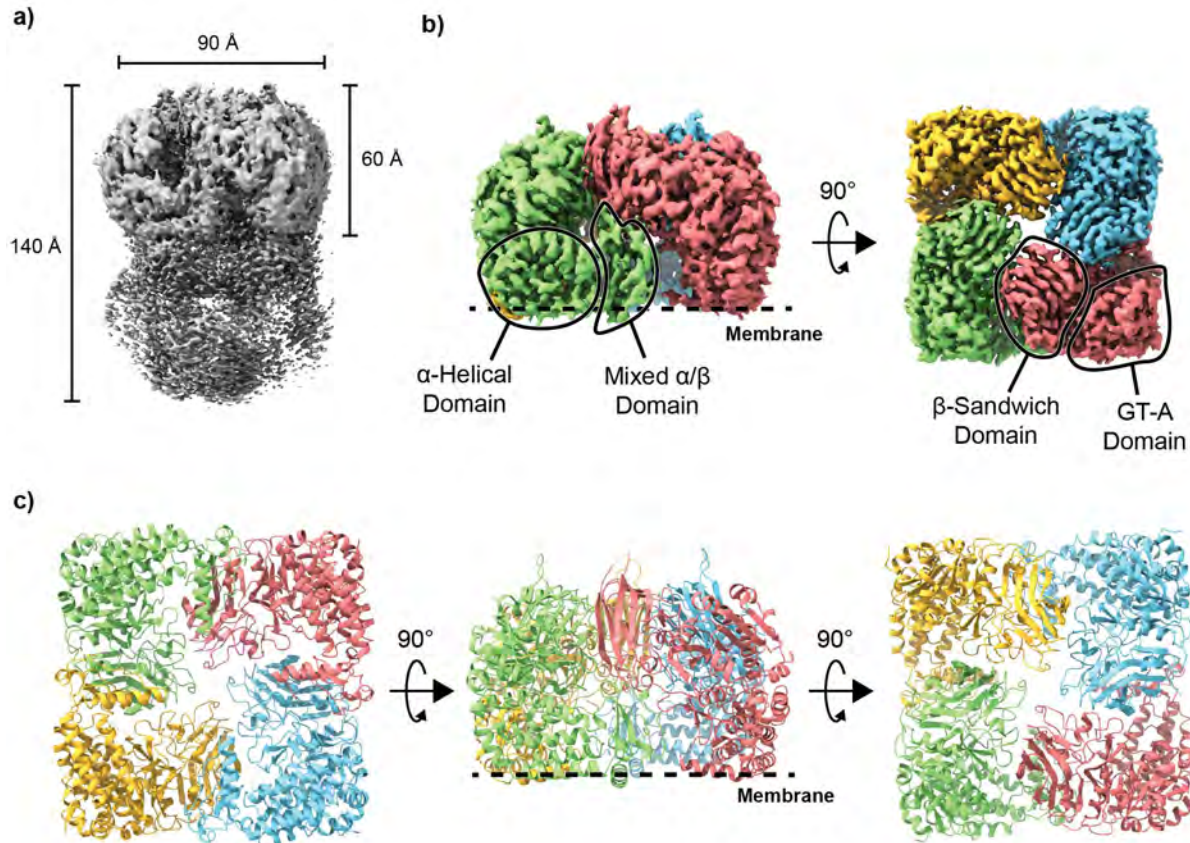 a)
90 Å
140 Å
60 Å
b)
90°
Membrane
α-Helical
Domain
Mixed α/β
Domain
β-Sandwich
Domain
GT-A
Domain
c)
90°
90°
Membrane